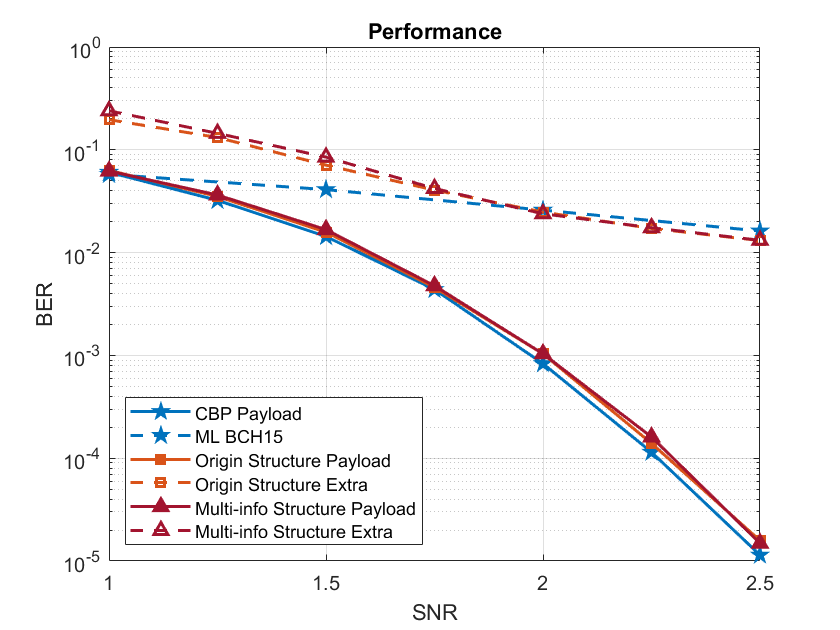 Performance
10^0
10^-1
10^-2
10^-3
10^-4
10^-5
BER
CBP Payload
ML BCH15
Origin Structure Payload
Origin Structure Extra
Multi-info Structure Payload
Multi-info Structure Extra
1 1.5 2 2.5
SNR